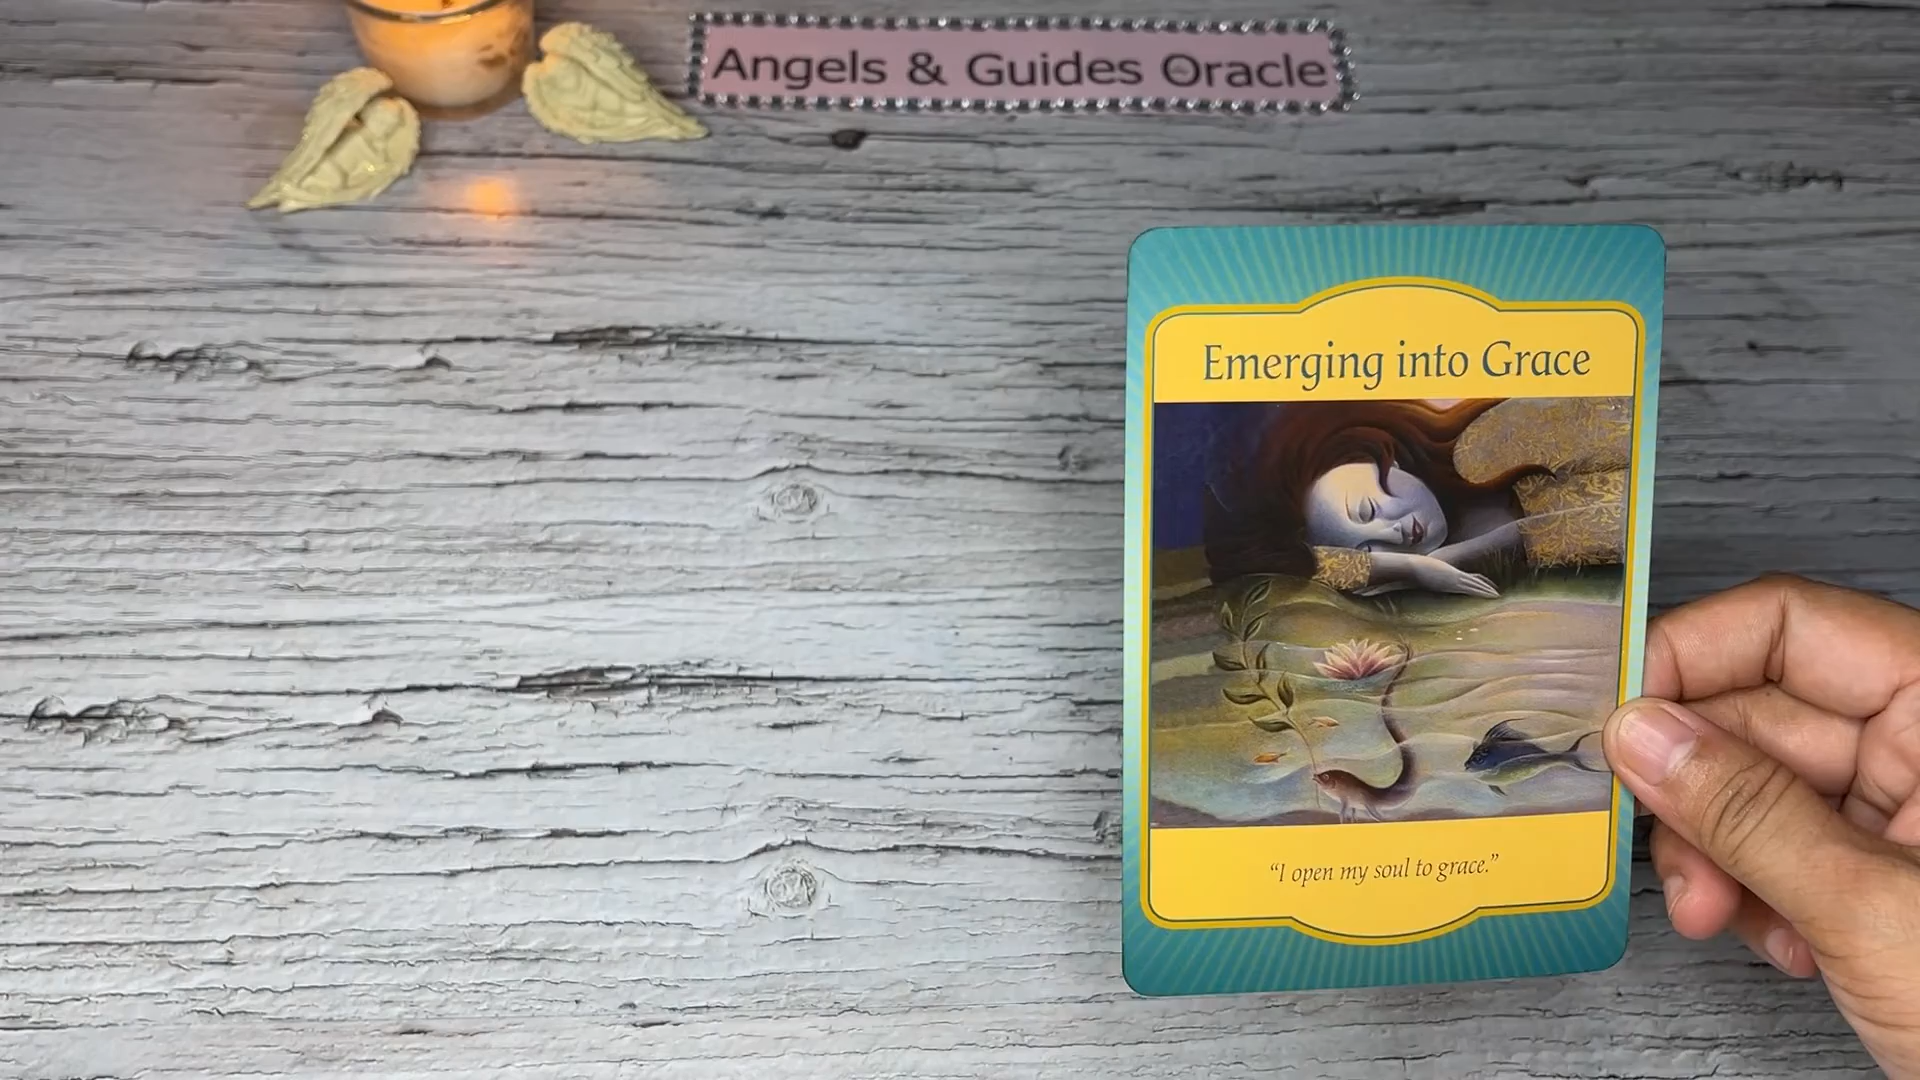 Angels & Guides Oracle
Emerging into Grace
“I open my soul to grace.”